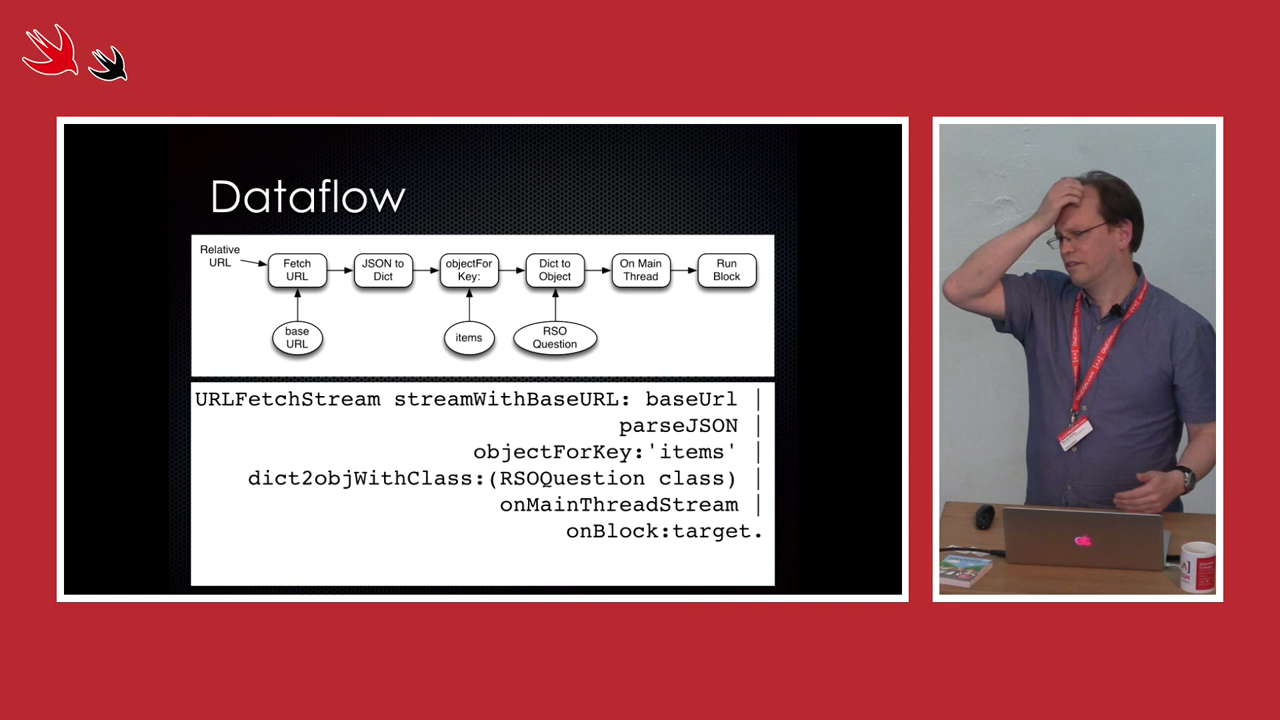 Dataflow
Relative
URL
Fetch
URL
JSON to
Dict
objectFor
Key:
Dict to
Object
On Main
Thread
Run
Block
base
URL
items
RSO
Question
URLFetchStream streamWithBaseURL: baseUrl |
parseJSON |
objectForKey:'items' |
dict2objWithClass:(RSOQuestion class) |
onMainThreadStream |
onBlock:target.